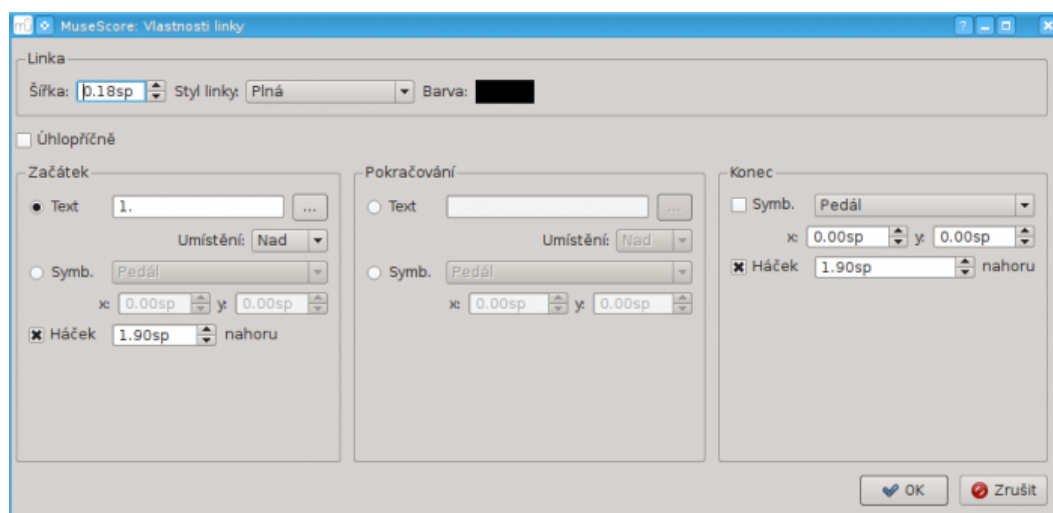 MuseScore: Vlastnosti linky
Linka
Šířka: 0.18sp Styl linky: Plná Barva:
Úhlopříčně
Začátek
Text 1. ...
Umístění: Nad
Symb. Pedál
x: 0.00sp y: 0.00sp
Háček 1.90sp nahoru
Pokračování
Text ...
Umístění: Nad
Symb. Pedál
x: 0.00sp y: 0.00sp
Konec
Symb. Pedál
x: 0.00sp y: 0.00sp
Háček 1.90sp nahoru
OK Zrušit